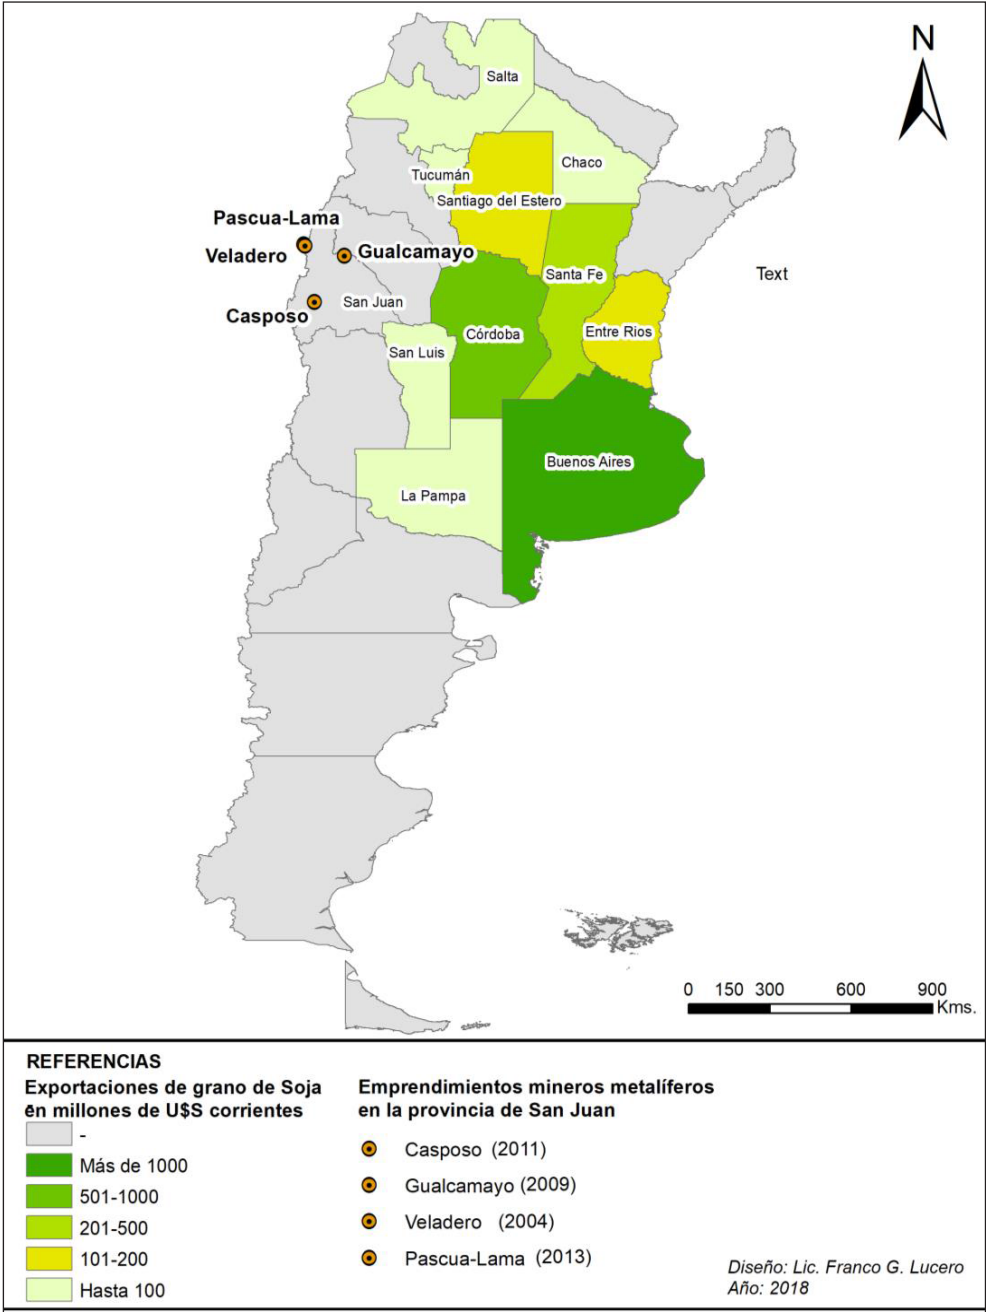 N
Salta
Chaco
Tucumán
Santiago del Estero
Pascua-Lama
Veladero
Gualcamayo
Santa Fe
Text
San Juan
Casposo
Entre Rios
Córdoba
San Luis
Buenos Aires
La Pampa
0 150 300 600 900
Kms.
REFERENCIAS
Exportaciones de grano de Soja
en millones de U$S corrientes
-
Más de 1000
501-1000
201-500
101-200
Hasta 100
Emprendimientos mineros metalíferos
en la provincia de San Juan
Casposo (2011)
Gualcamayo (2009)
Veladero (2004)
Pascua-Lama (2013)
Diseño: Lic. Franco G. Lucero
Año: 2018